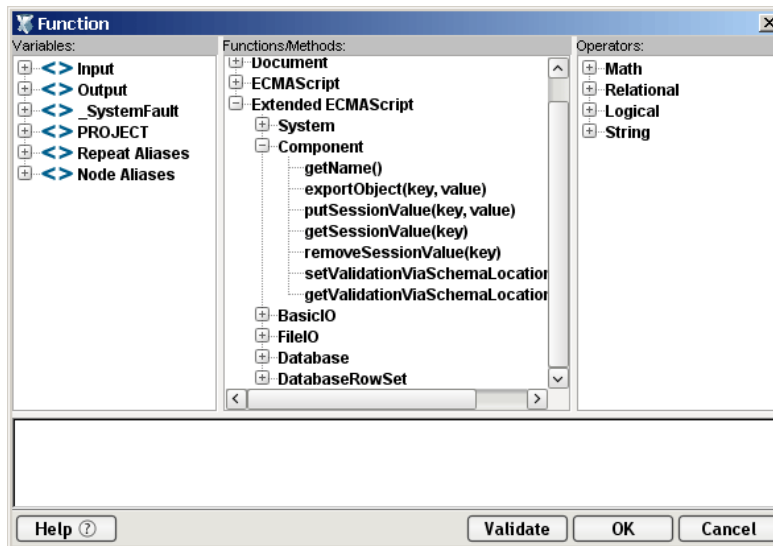 Function
Variables:
Input
Output
_SystemFault
PROJECT
Repeat Aliases
Node Aliases
Functions/Methods:
Document
ECMAScript
Extended ECMAScript
System
Component
getName()
exportObject(key, value)
putSessionValue(key, value)
getSessionValue(key)
removeSessionValue(key)
setValidationViaSchemaLocation
getValidationViaSchemaLocation
BasicIO
FileIO
Database
DatabaseRowSet
Operators:
Math
Relational
Logical
String
Help ?
Validate
OK
Cancel